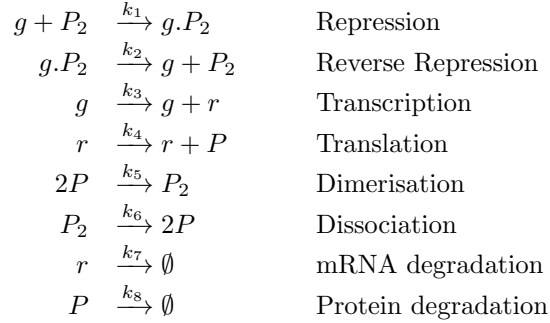 g + P₂ —k₁→ g.P₂ Repression
g.P₂ —k₂→ g + P₂ Reverse Repression
g —k₃→ g + r Transcription
r —k₄→ r + P Translation
2P —k₅→ P₂ Dimerisation
P₂ —k₆→ 2P Dissociation
r —k₇→ ∅ mRNA degradation
P —k₈→ ∅ Protein degradation